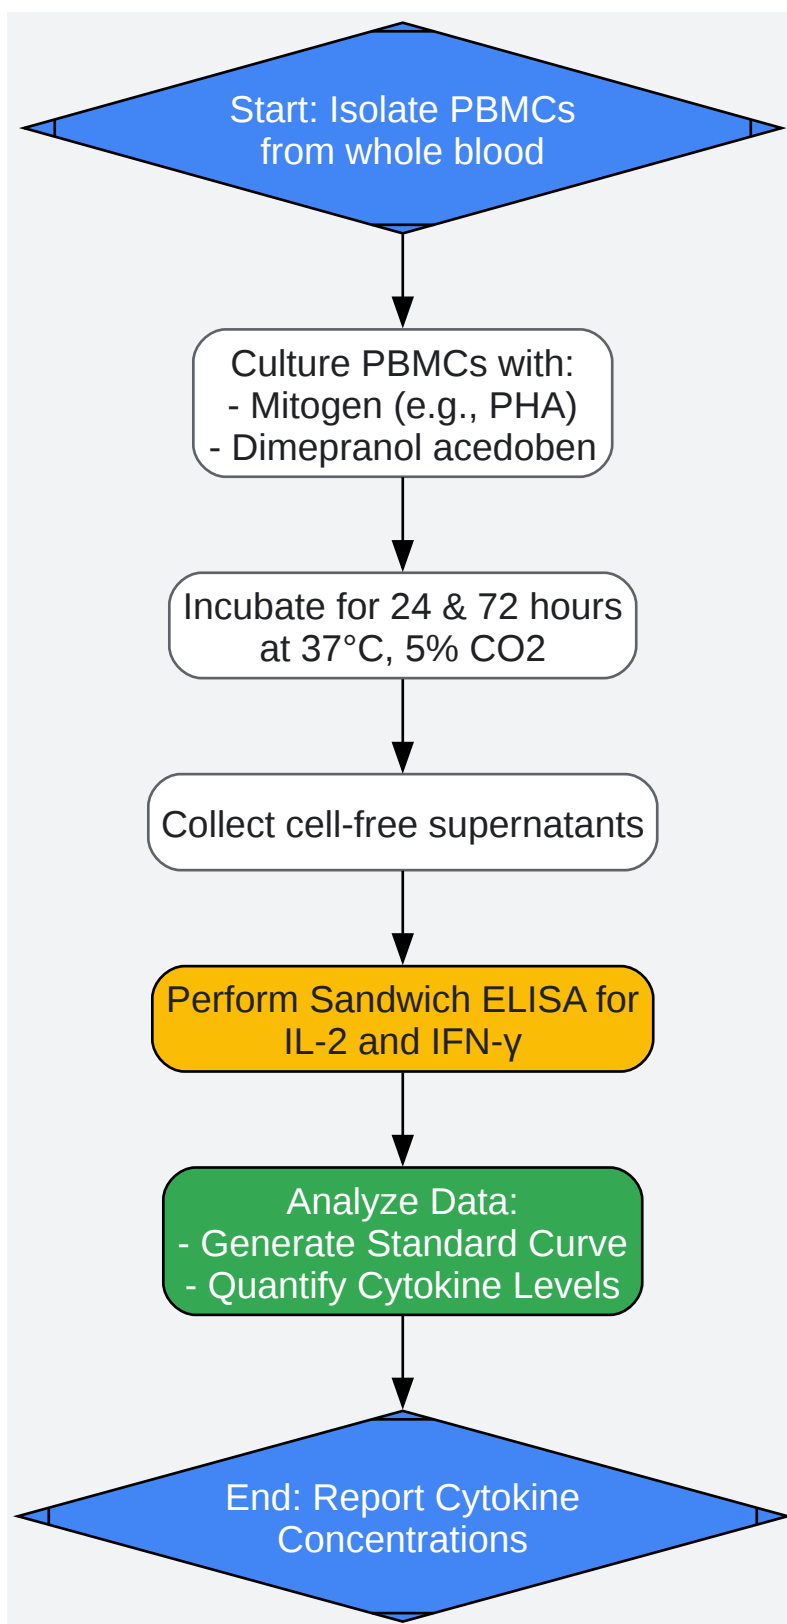 Start: Isolate PBMCs
from whole blood
Culture PBMCs with:
- Mitogen (e.g., PHA)
- Dimepranol acedoben
Incubate for 24 & 72 hours
at 37°C, 5% CO2
Collect cell-free supernatants
Perform Sandwich ELISA for
IL-2 and IFN-γ
Analyze Data:
- Generate Standard Curve
- Quantify Cytokine Levels
End: Report Cytokine
Concentrations